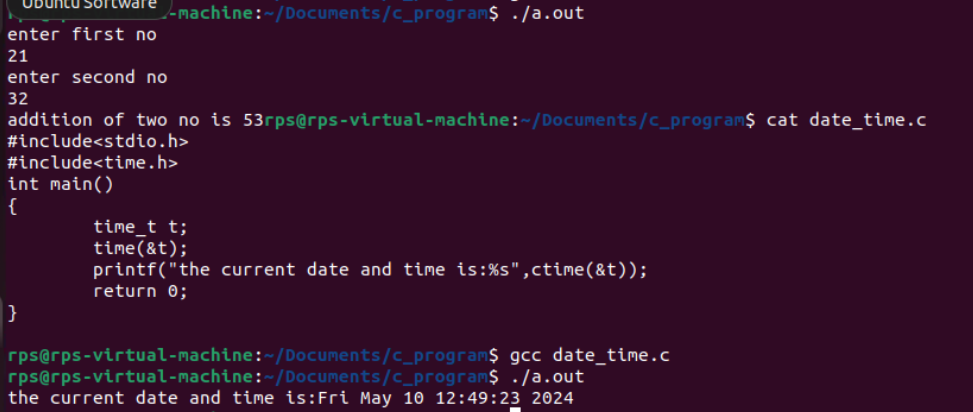 Ubuntu Software
-machine:~/Documents/c_program$ ./a.out
enter first no
21
enter second no
32
addition of two no is 53rps@rps-virtual-machine:~/Documents/c_program$ cat date_time.c
#include<stdio.h>
#include<time.h>
int main()
{
        time_t t;
        time(&t);
        printf("the current date and time is:%s",ctime(&t));
        return 0;
}
rps@rps-virtual-machine:~/Documents/c_program$ gcc date_time.c
rps@rps-virtual-machine:~/Documents/c_program$ ./a.out
the current date and time is:Fri May 10 12:49:23 2024